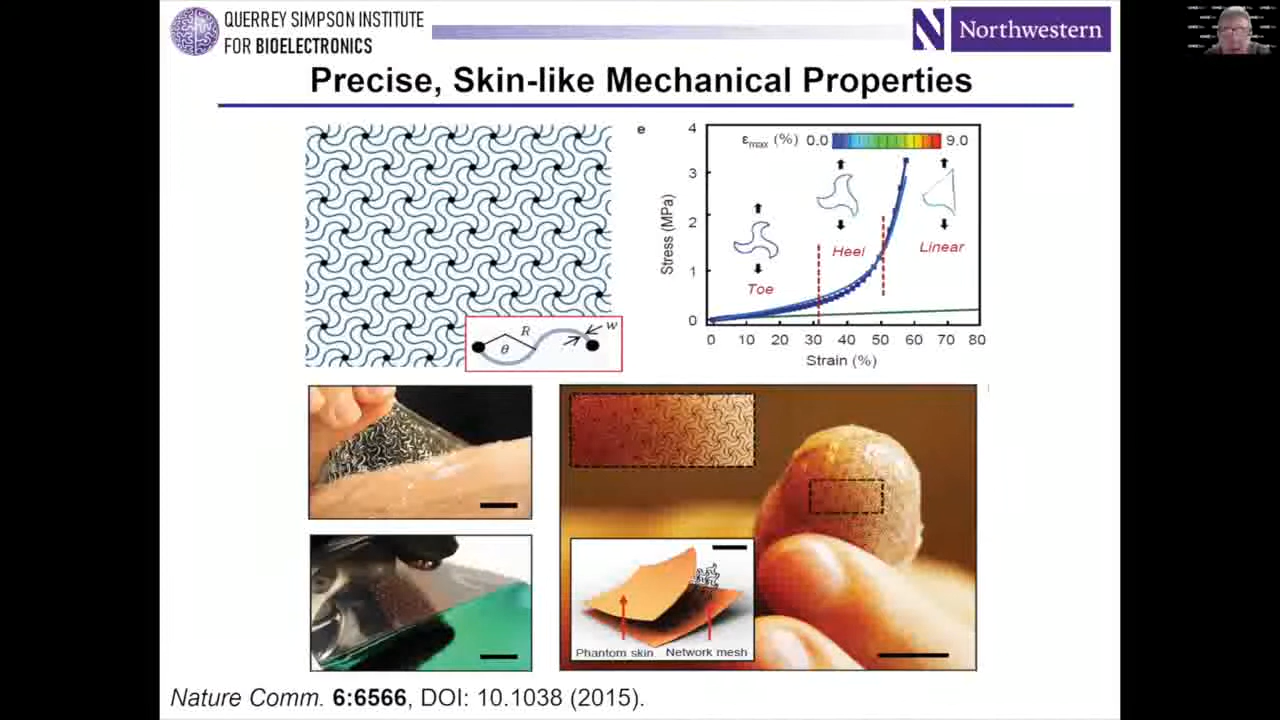 QUERREY SIMPSON INSTITUTE
FOR BIOELECTRONICS
N Northwestern
Precise, Skin-like Mechanical Properties
R
θ
w
e
4
3
2
1
0
Stress (MPa)
εmax (%) 0.0 9.0
Toe
Heel
Linear
0 10 20 30 40 50 60 70 80
Strain (%)
Phantom skin Network mesh
Nature Comm. 6:6566, DOI: 10.1038 (2015).